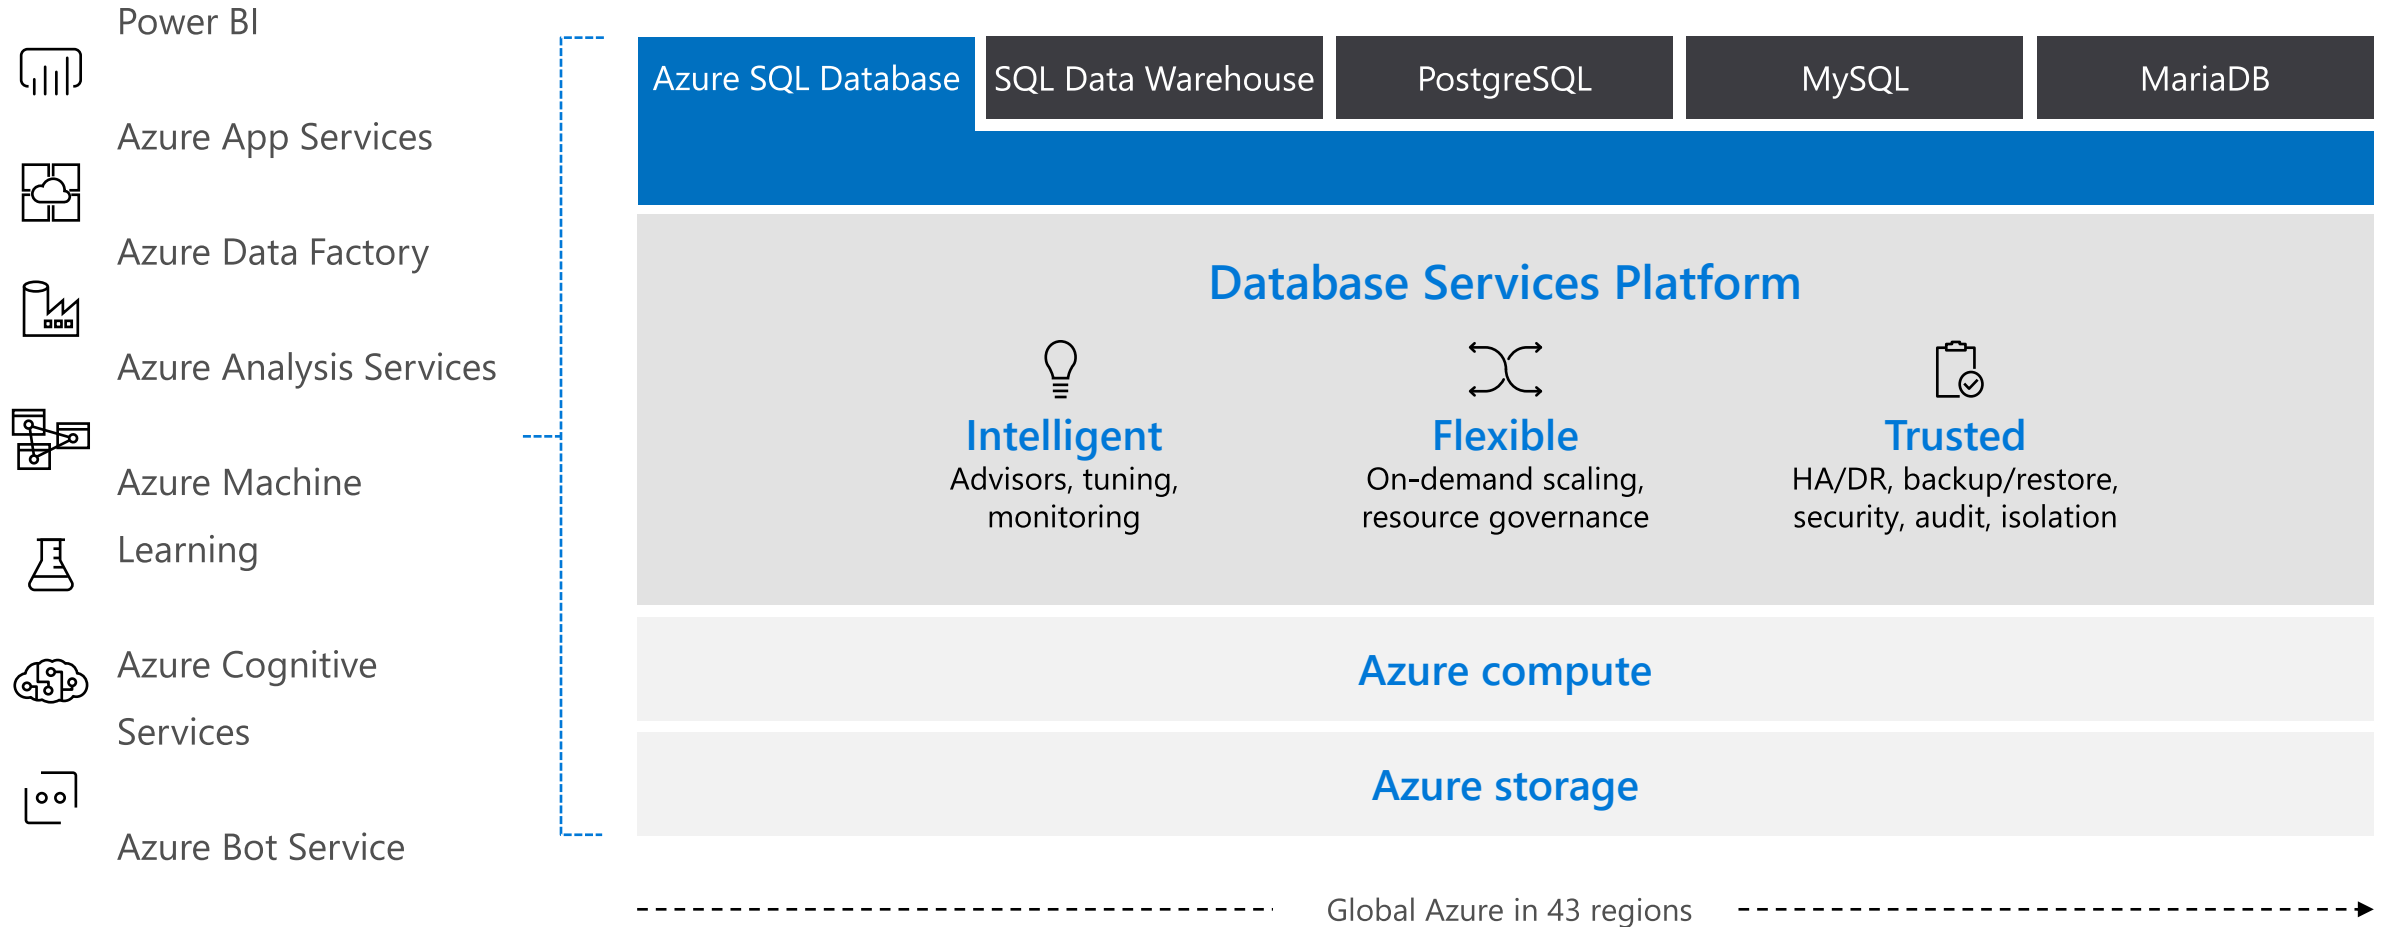 Power BI
Azure App Services
Azure Data Factory
Azure Analysis Services
Azure Machine
Learning
Azure Cognitive
Services
Azure Bot Service
Azure SQL Database
SQL Data Warehouse
PostgreSQL
MySQL
MariaDB
Database Services Platform
Intelligent
Advisors, tuning,
monitoring
Flexible
On-demand scaling,
resource governance
Trusted
HA/DR, backup/restore,
security, audit, isolation
Azure compute
Azure storage
Global Azure in 43 regions